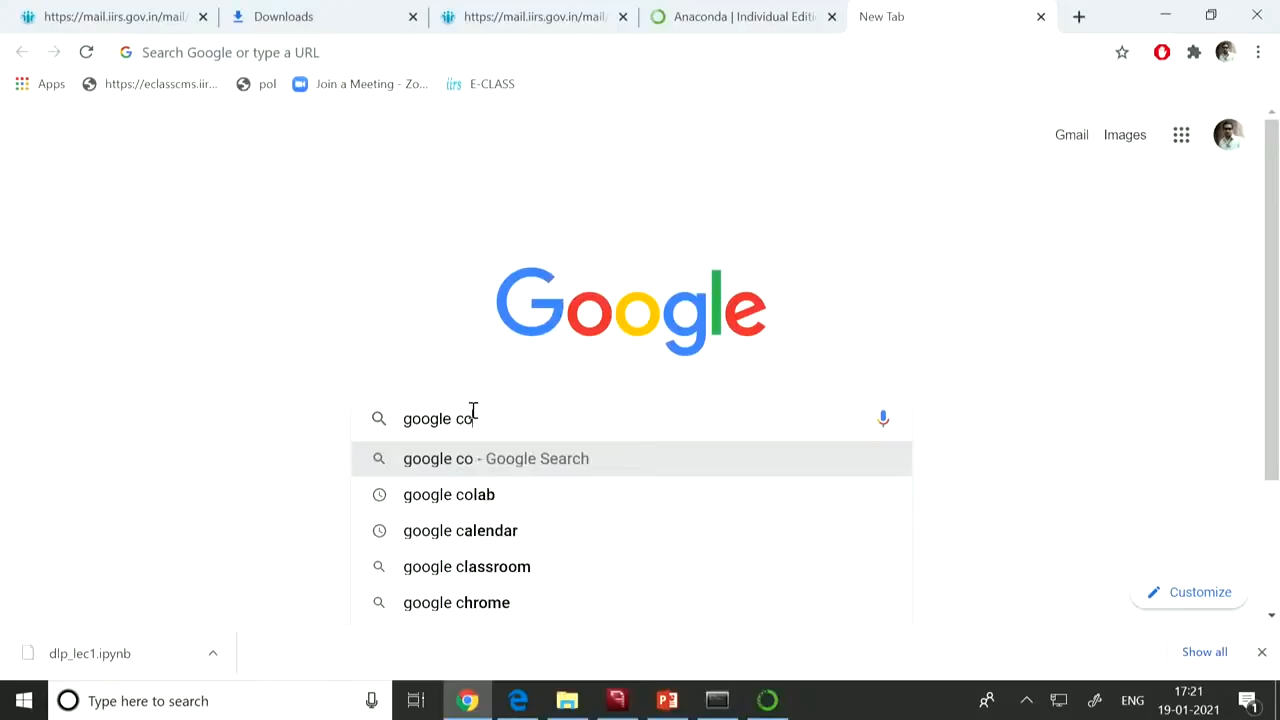 https://mail.iirs.gov.in/mail/
Downloads
https://mail.iirs.gov.in/mail/
Anaconda | Individual Editi
New Tab
Search Google or type a URL
Apps
https://eclasscms.iir...
pol
Join a Meeting - Zo...
iirs E-CLASS
Gmail
Images
Google
google co
google co - Google Search
google colab
google calendar
google classroom
google chrome
Customize
dlp_lec1.ipynb
Show all
Type here to search
ENG
17:21
19-01-2021
1